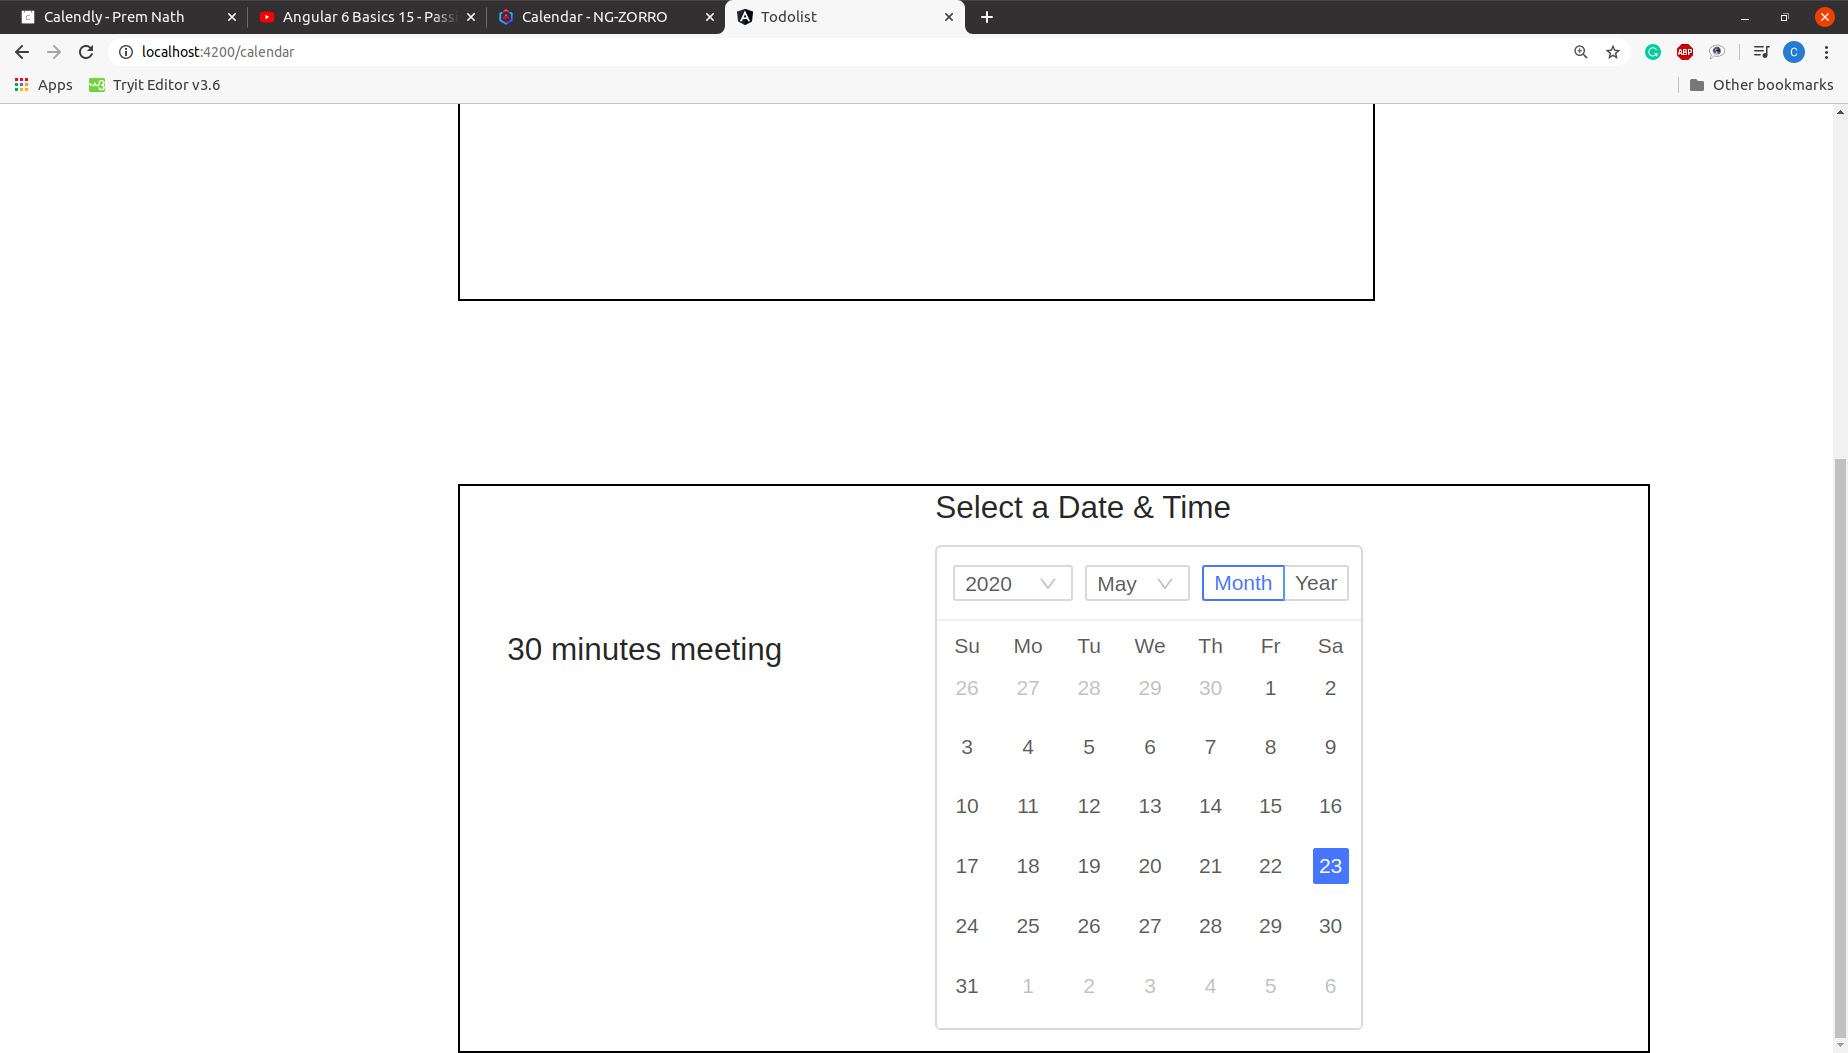 Calendly - Prem Nath
Angular 6 Basics 15 - Pass
Calendar - NG-ZORRO
Todolist
localhost:4200/calendar
ABP
C
Apps
Tryit Editor v3.6
Other bookmarks
Select a Date & Time
2020 May Month Year
30 minutes meeting
Su Mo Tu We Th Fr Sa
26 27 28 29 30 1 2
3 4 5 6 7 8 9
10 11 12 13 14 15 16
17 18 19 20 21 22 23
24 25 26 27 28 29 30
31 1 2 3 4 5 6